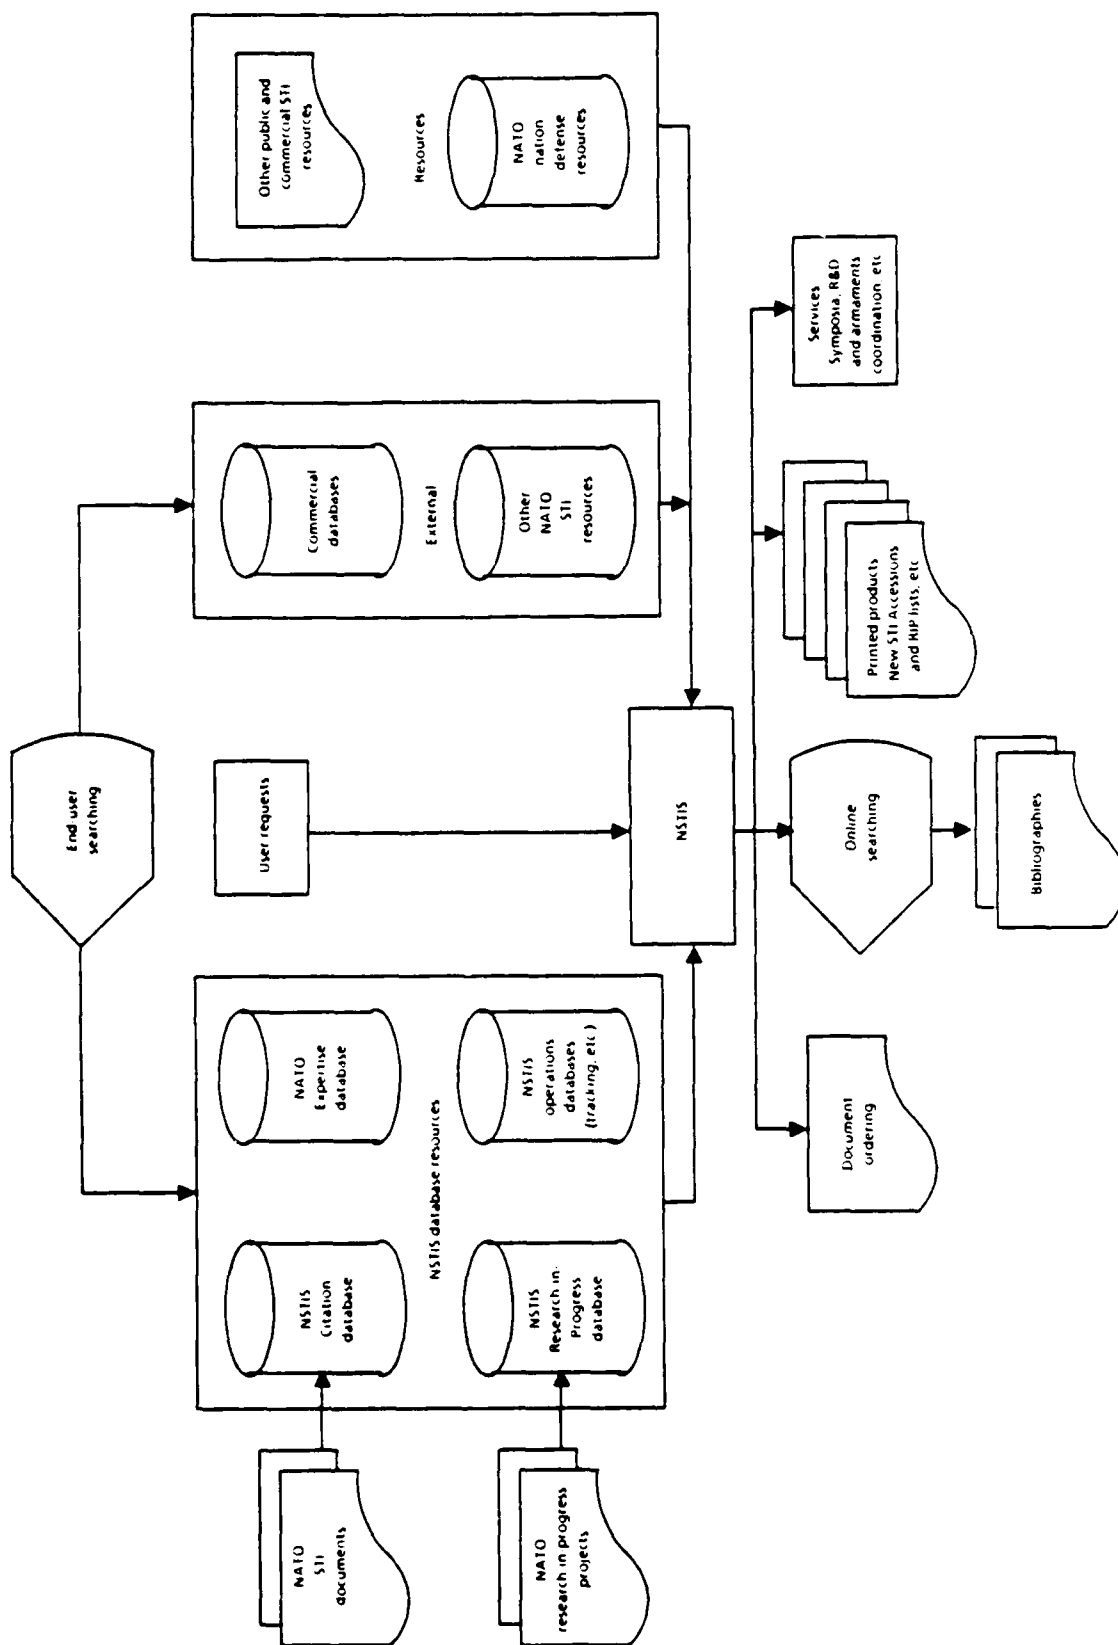 End-user
searching
User requests
NATO
STI
documents
NATO
research-in-progress
projects
NSTIS
Citation
database
NATO
Expertise
database
NSTIS database resources
NSTIS
Research in-
Progress
database
NSTIS
operations
databases
(tracking, etc)
Commercial
databases
External
Other
NATO
STI
resources
Other public and
commercial STI
resources
Resources
NATO
nation
defense
resources
NSTIS
Document
ordering
Online
searching
Bibliographies
Printed products
New STI Accessions
and RIP lists, etc
Services
Symposia, R&D
and armaments
coordination, etc